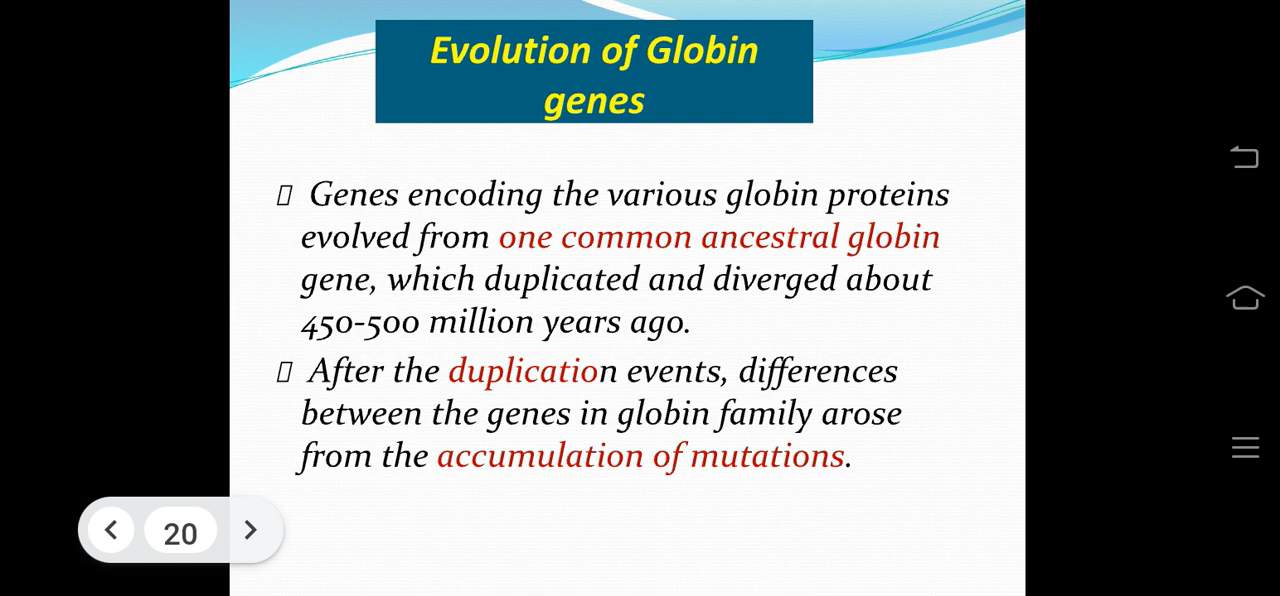 Evolution of Globin
genes
Genes encoding the various globin proteins
evolved from one common ancestral globin
gene, which duplicated and diverged about
450-500 million years ago.
After the duplication events, differences
between the genes in globin family arose
from the accumulation of mutations.
20